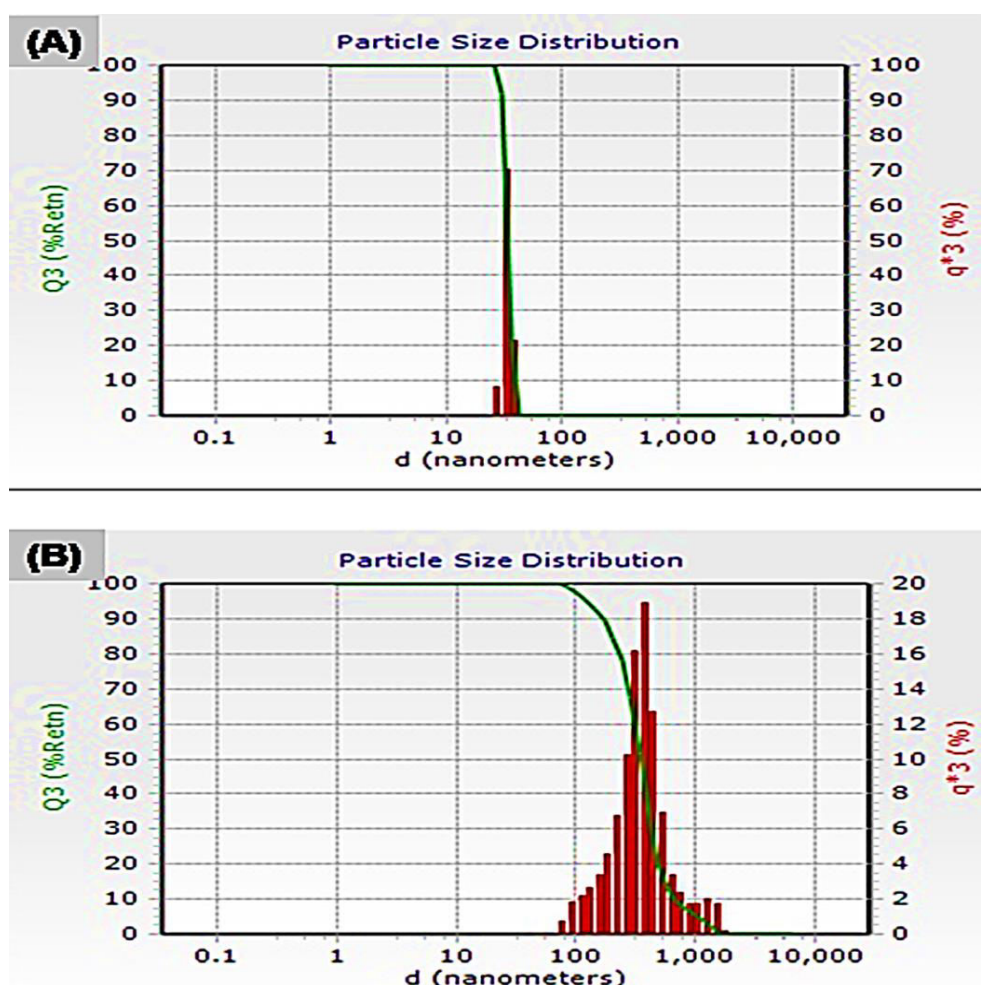 (A)
Particle Size Distribution
100 100
90 90
80 80
70 70
60 60
50 50
40 40
30 30
20 20
10 10
0 0
Q3 (%Retn)
q*3 (%)
0.1 1 10 100 1,000 10,000
d (nanometers)
(B)
Particle Size Distribution
100 20
90 18
80 16
70 14
60 12
50 10
40 8
30 6
20 4
10 2
0 0
Q3 (%Retn)
q*3 (%)
0.1 1 10 100 1,000 10,000
d (nanometers)